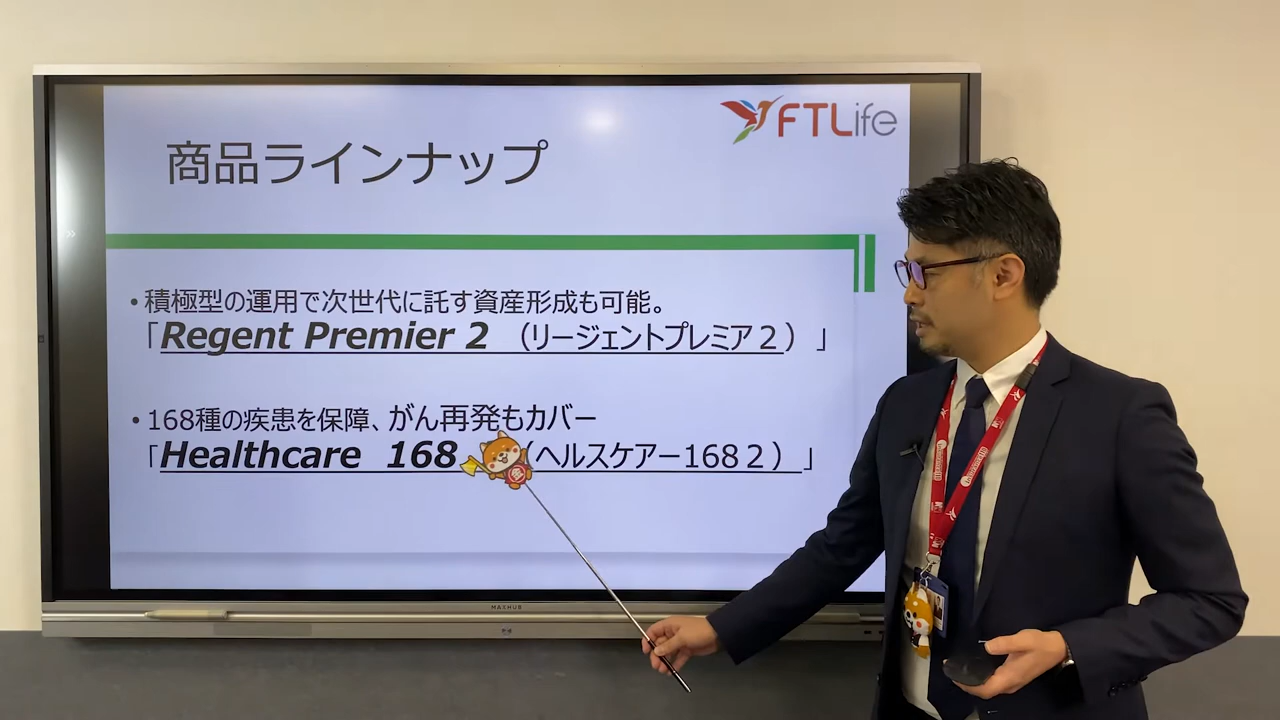 FTLife
商品ラインナップ
• 積極型の運用で次世代に託す資産形成も可能。
「Regent Premier 2 （リージェントプレミア２）」
• 168種の疾患を保障、がん再発もカバー
「Healthcare 168 （ヘルスケアー168２）」
MAXHUB